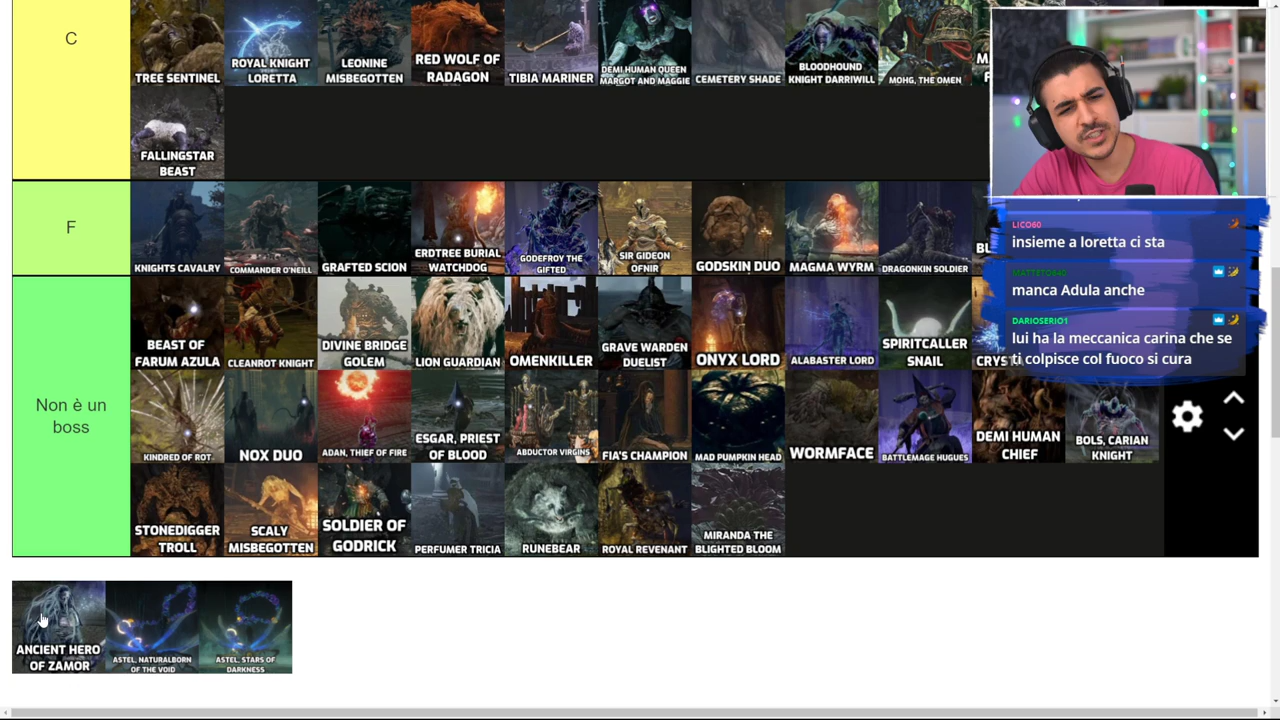 C
TREE SENTINEL
ROYAL KNIGHT
LORETTA
LEONINE
MISBEGOTTEN
RED WOLF OF
RADAGON
TIBIA MARINER
DEMI HUMAN QUEEN
MARGOT AND MAGGIE
CEMETERY SHADE
BLOODHOUND
KNIGHT DARRIWILL
MOHG, THE OMEN
FALLINGSTAR
BEAST
F
KNIGHTS CAVALRY
COMMANDER O'NEILL
GRAFTED SCION
ERDTREE BURIAL
WATCHDOG
GODEFROY THE
GIFTED
SIR GIDEON
OFNIR
GODSKIN DUO
MAGMA WYRM
DRAGONKIN SOLDIER
Non è un
boss
BEAST OF
FARUM AZULA
CLEANROT KNIGHT
DIVINE BRIDGE
GOLEM
LION GUARDIAN
OMENKILLER
GRAVE WARDEN
DUELIST
ONYX LORD
ALABASTER LORD
SPIRITCALLER
SNAIL
KINDRED OF ROT
NOX DUO
ADAN, THIEF OF FIRE
ESGAR, PRIEST
OF BLOOD
ABDUCTOR VIRGINS
FIA'S CHAMPION
MAD PUMPKIN HEAD
WORMFACE
BATTLEMAGE HUGUES
DEMI HUMAN
CHIEF
BOLS, CARIAN
KNIGHT
STONEDIGGER
TROLL
SCALY
MISBEGOTTEN
SOLDIER OF
GODRICK
PERFUMER TRICIA
RUNEBEAR
ROYAL REVENANT
MIRANDA THE
BLIGHTED BLOOM
ANCIENT HERO
OF ZAMOR
ASTEL, NATURALBORN
OF THE VOID
ASTEL, STARS OF
DARKNESS
LICO60
insieme a loretta ci sta
manca Adula anche
DARIOSERIO1
lui ha la meccanica carina che se
ti colpisce col fuoco si cura